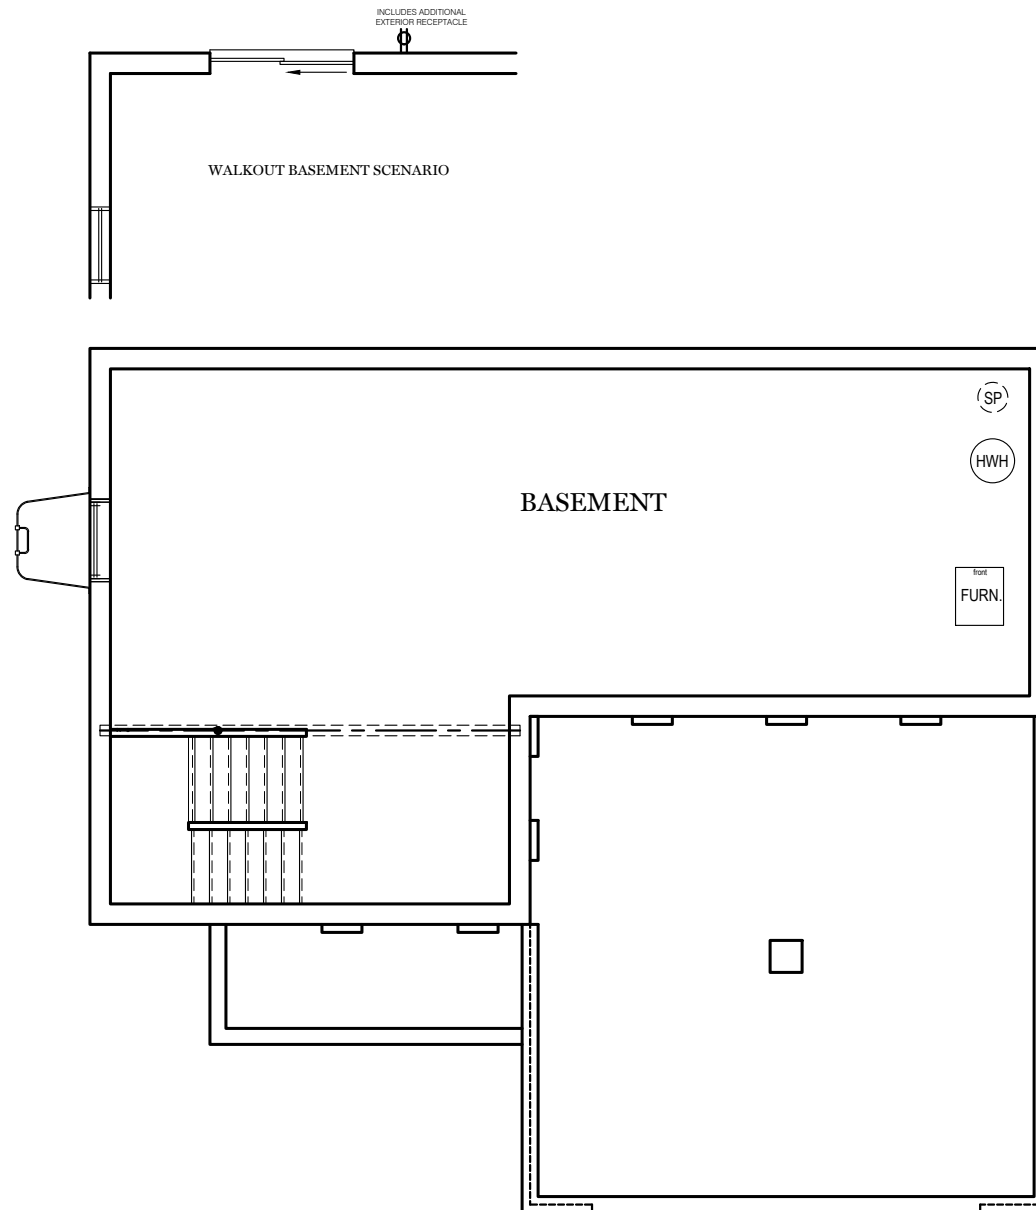 INCLUDES ADDITIONAL
EXTERIOR RECEPTACLE
WALKOUT BASEMENT SCENARIO
SP
HWH
BASEMENT
front
FURN.